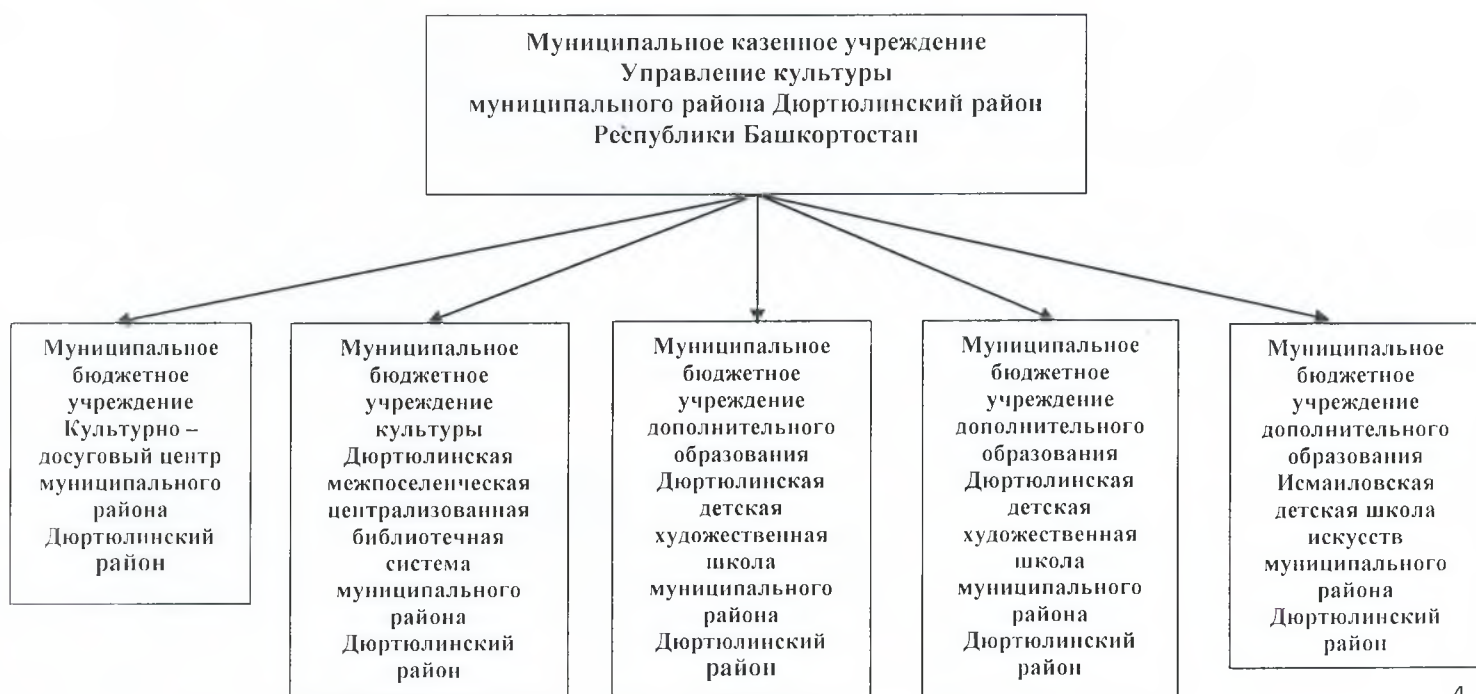 Муниципальное казенное учреждение
Управление культуры
муниципального района Дюртюлинский район
Республики Башкортостан
Муниципальное
бюджетное
учреждение
Культурно –
досуговый центр
муниципального
района
Дюртюлинский
район
Муниципальное
бюджетное
учреждение
культуры
Дюртюлинская
межпоселенческая
централизованная
библиотечная
система
муниципального
района
Дюртюлинский
район
Муниципальное
бюджетное
учреждение
дополнительного
образования
Дюртюлинская
детская
художественная
школа
муниципального
района
Дюртюлинский
район
Муниципальное
бюджетное
учреждение
дополнительного
образования
Дюртюлинская
детская
художественная
школа
муниципального
района
Дюртюлинский
район
Муниципальное
бюджетное
учреждение
дополнительного
образования
Исмаиловская
детская школа
искусств
муниципального
района
Дюртюлинский
район